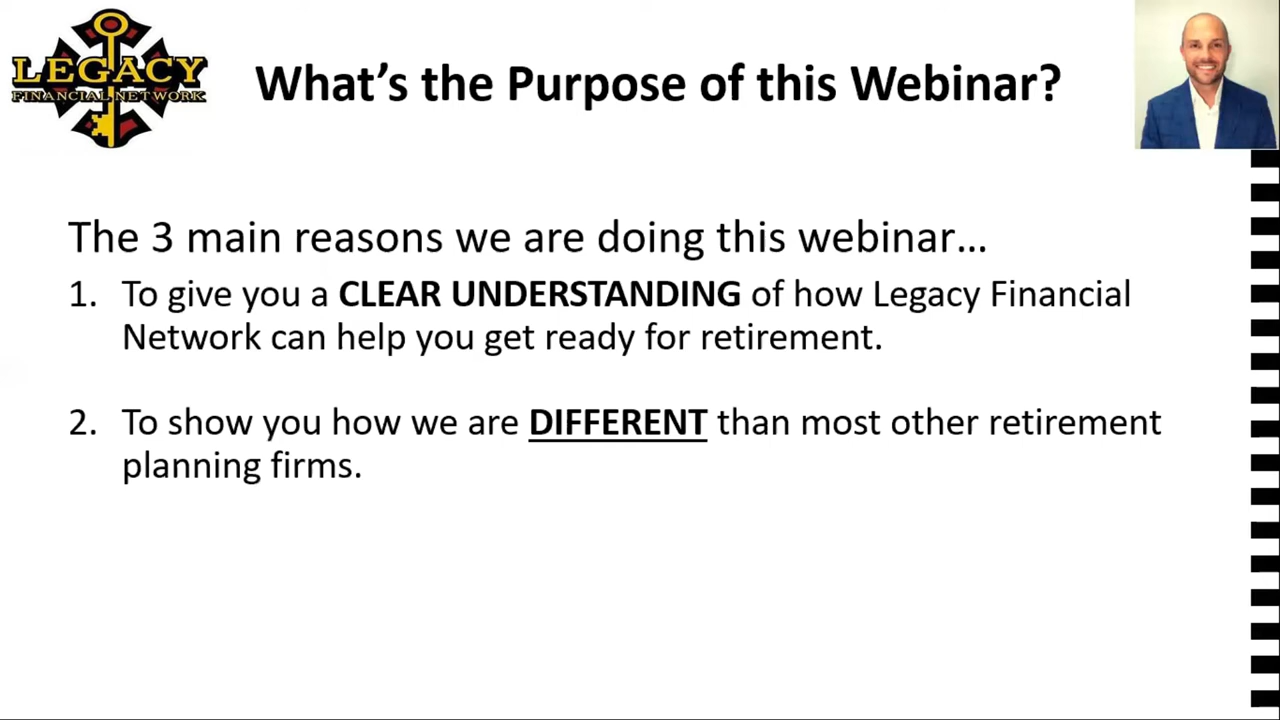 LEGACY
FINANCIAL NETWORK
What’s the Purpose of this Webinar?
The 3 main reasons we are doing this webinar…
1. To give you a CLEAR UNDERSTANDING of how Legacy Financial
Network can help you get ready for retirement.
2. To show you how we are DIFFERENT than most other retirement
planning firms.